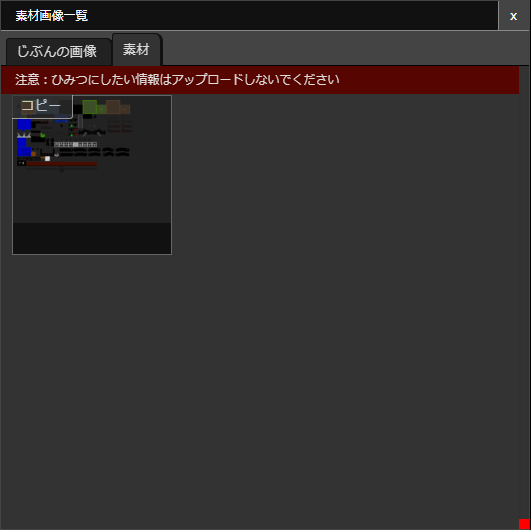 素材画像一覧
x
じぶんの画像
素材
注意：ひみつにしたい情報はアップロードしないでください
コピー